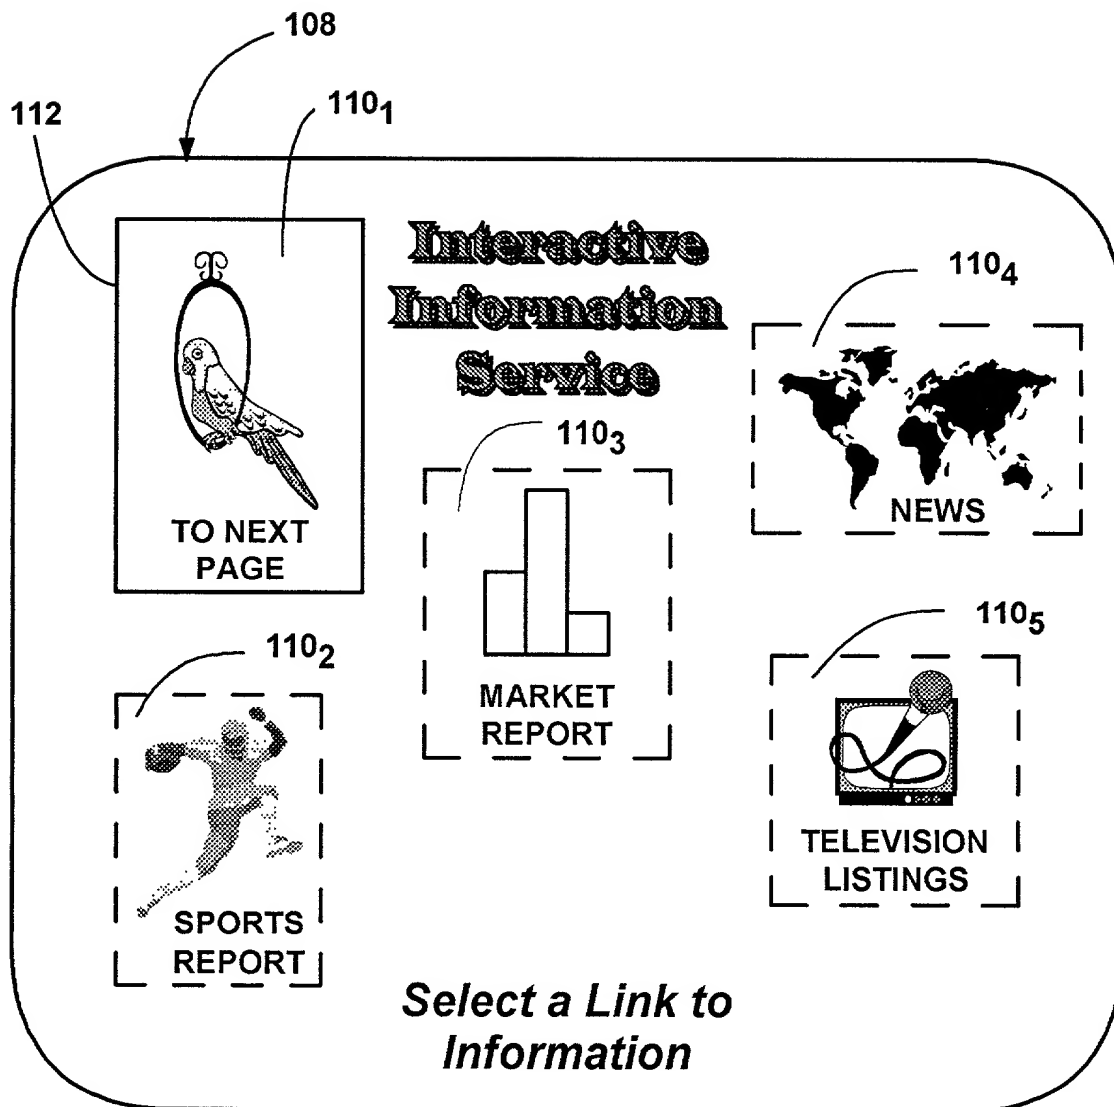 108
112
110₁
Interactive
Information
Service
110₄
NEWS
TO NEXT
PAGE
110₃
MARKET
REPORT
110₂
SPORTS
REPORT
110₅
TELEVISION
LISTINGS
Select a Link to
Information